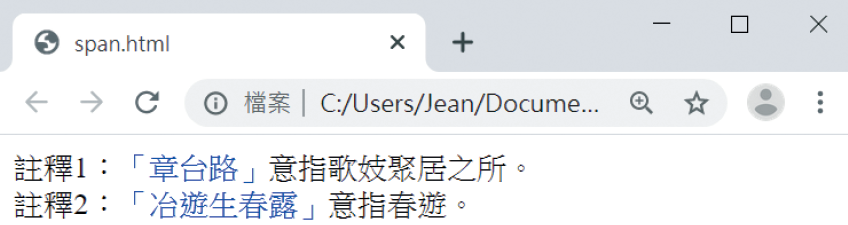 span.html
檔案 C:/Users/Jean/Docume...
註釋1：「章台路」意指歌妓聚居之所。
註釋2：「冶遊生春露」意指春遊。